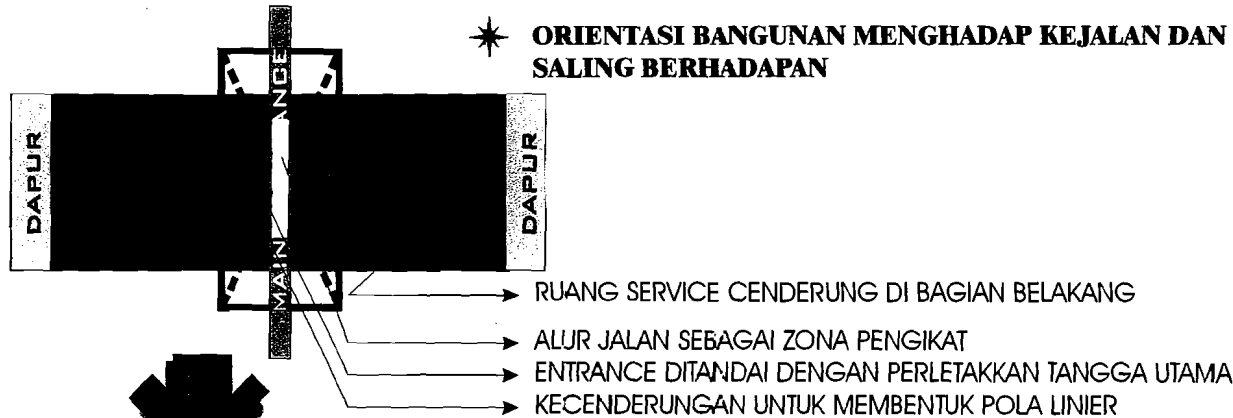 ORIENTASI BANGUNAN MENGHADAP KEJALAN DAN
SALING BERHADAPAN
DAPUR
MAIN
ANCE
DAPUR
RUANG SERVICE CENDERUNG DI BAGIAN BELAKANG
ALUR JALAN SEBAGAI ZONA PENGIKAT
ENTRANCE DITANDAI DENGAN PERLETAKKAN TANGGA UTAMA
KECENDERUNGAN UNTUK MEMBENTUK POLA LINIER